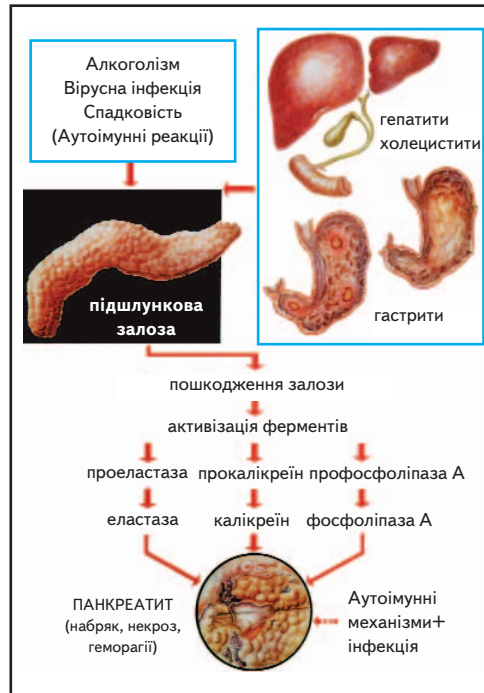 Алкоголізм
Вірусна інфекція
Спадковість
(Аутоімунні реакції)
гепатити
холецистити
підшлункова
залоза
гастрити
пошкодження залози
активізація ферментів
проеластаза прокалікреїн профосфоліпаза А
еластаза калікреїн фосфоліпаза А
ПАНКРЕАТИТ
(набряк, некроз,
геморагії)
Аутоімунні
механізми+
інфекція